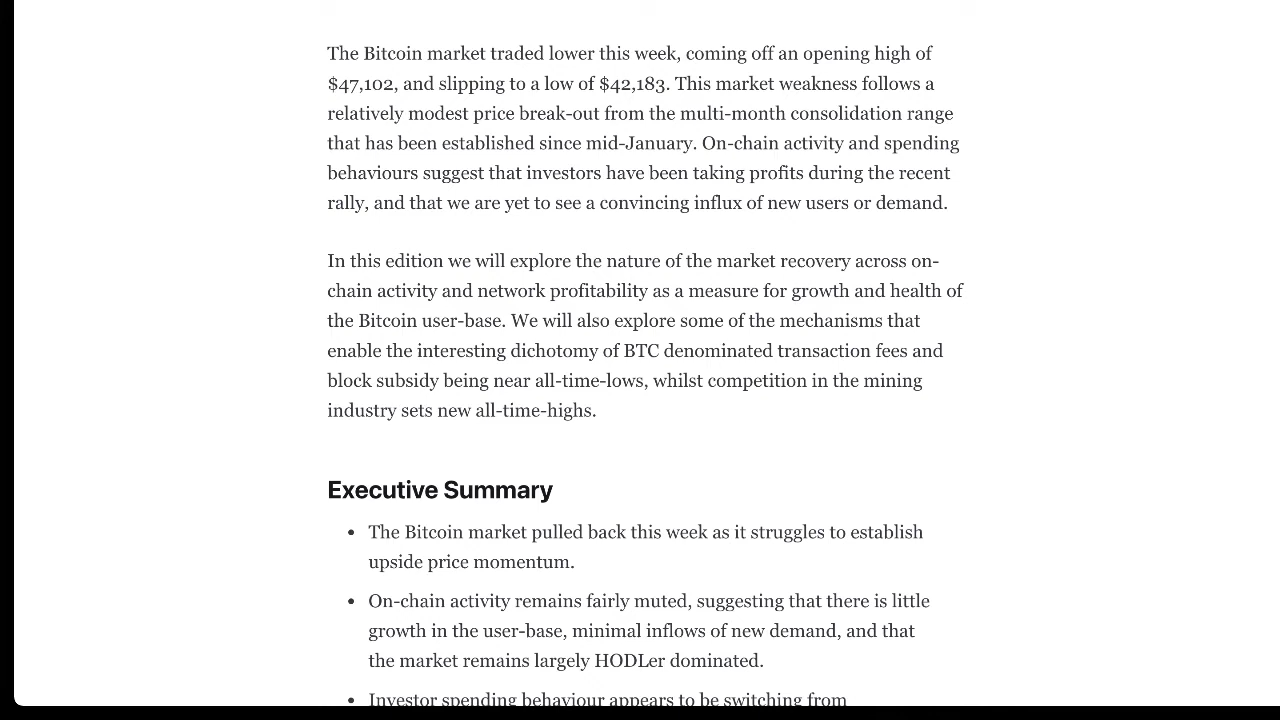 The Bitcoin market traded lower this week, coming off an opening high of
$47,102, and slipping to a low of $42,183. This market weakness follows a
relatively modest price break-out from the multi-month consolidation range
that has been established since mid-January. On-chain activity and spending
behaviours suggest that investors have been taking profits during the recent
rally, and that we are yet to see a convincing influx of new users or demand.
In this edition we will explore the nature of the market recovery across on-
chain activity and network profitability as a measure for growth and health of
the Bitcoin user-base. We will also explore some of the mechanisms that
enable the interesting dichotomy of BTC denominated transaction fees and
block subsidy being near all-time-lows, whilst competition in the mining
industry sets new all-time-highs.
Executive Summary
• The Bitcoin market pulled back this week as it struggles to establish
upside price momentum.
• On-chain activity remains fairly muted, suggesting that there is little
growth in the user-base, minimal inflows of new demand, and that
the market remains largely HODLer dominated.
• Investor spending behaviour appears to be switching from